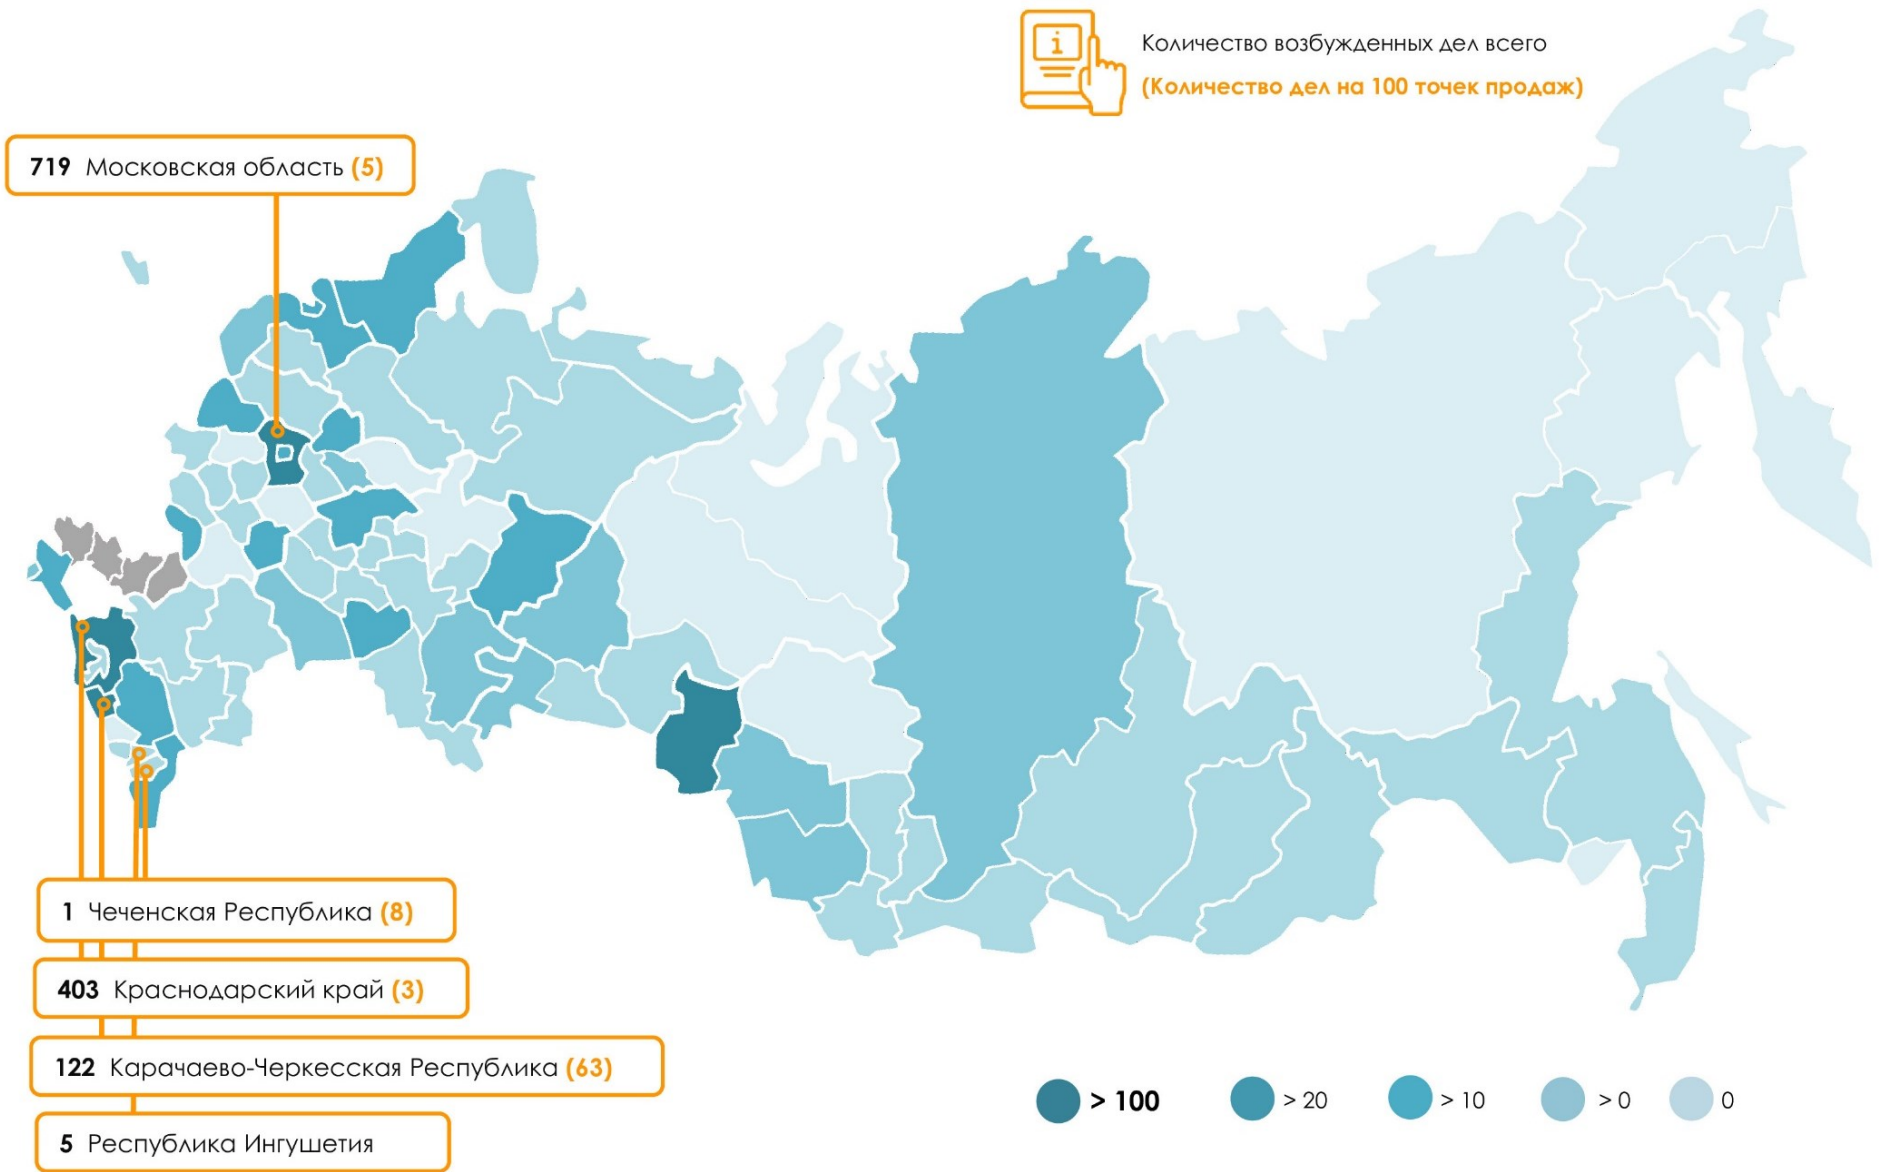 i
Количество возбужденных дел всего
(Количество дел на 100 точек продаж)
719 Московская область (5)
1 Чеченская Республика (8)
403 Краснодарский край (3)
122 Карачаево-Черкесская Республика (63)
5 Республика Ингушетия
> 100 > 20 > 10 > 0 0